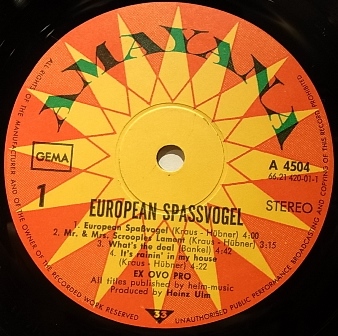 AMAYANA
ALL RIGHTS OF THE MANUFACTURER AND OF THE OWNER OF THE RECORDED WORK RESERVED
PROHIBITED
UNAUTHORISED PUBLIC PERFORMANCE BROADCASTING AND COPYING OF THIS RECORD
GEMA
A 4504
66.21 420-01-1
1
STEREO
EUROPEAN SPASSVOGEL
1. European Spaßvogel (Kraus - Hübner) 4:00
2. Mr. & Mrs. Scrooples Lamom (Kraus - Hübner) 3:15
3. What's the deal (Bankel) 4:42
4. It's rainin' in my house
(Kraus - Hübner) 4:22
EX OVO PRO
All titles published by helm-music
Produced by Heinz Ulm
33